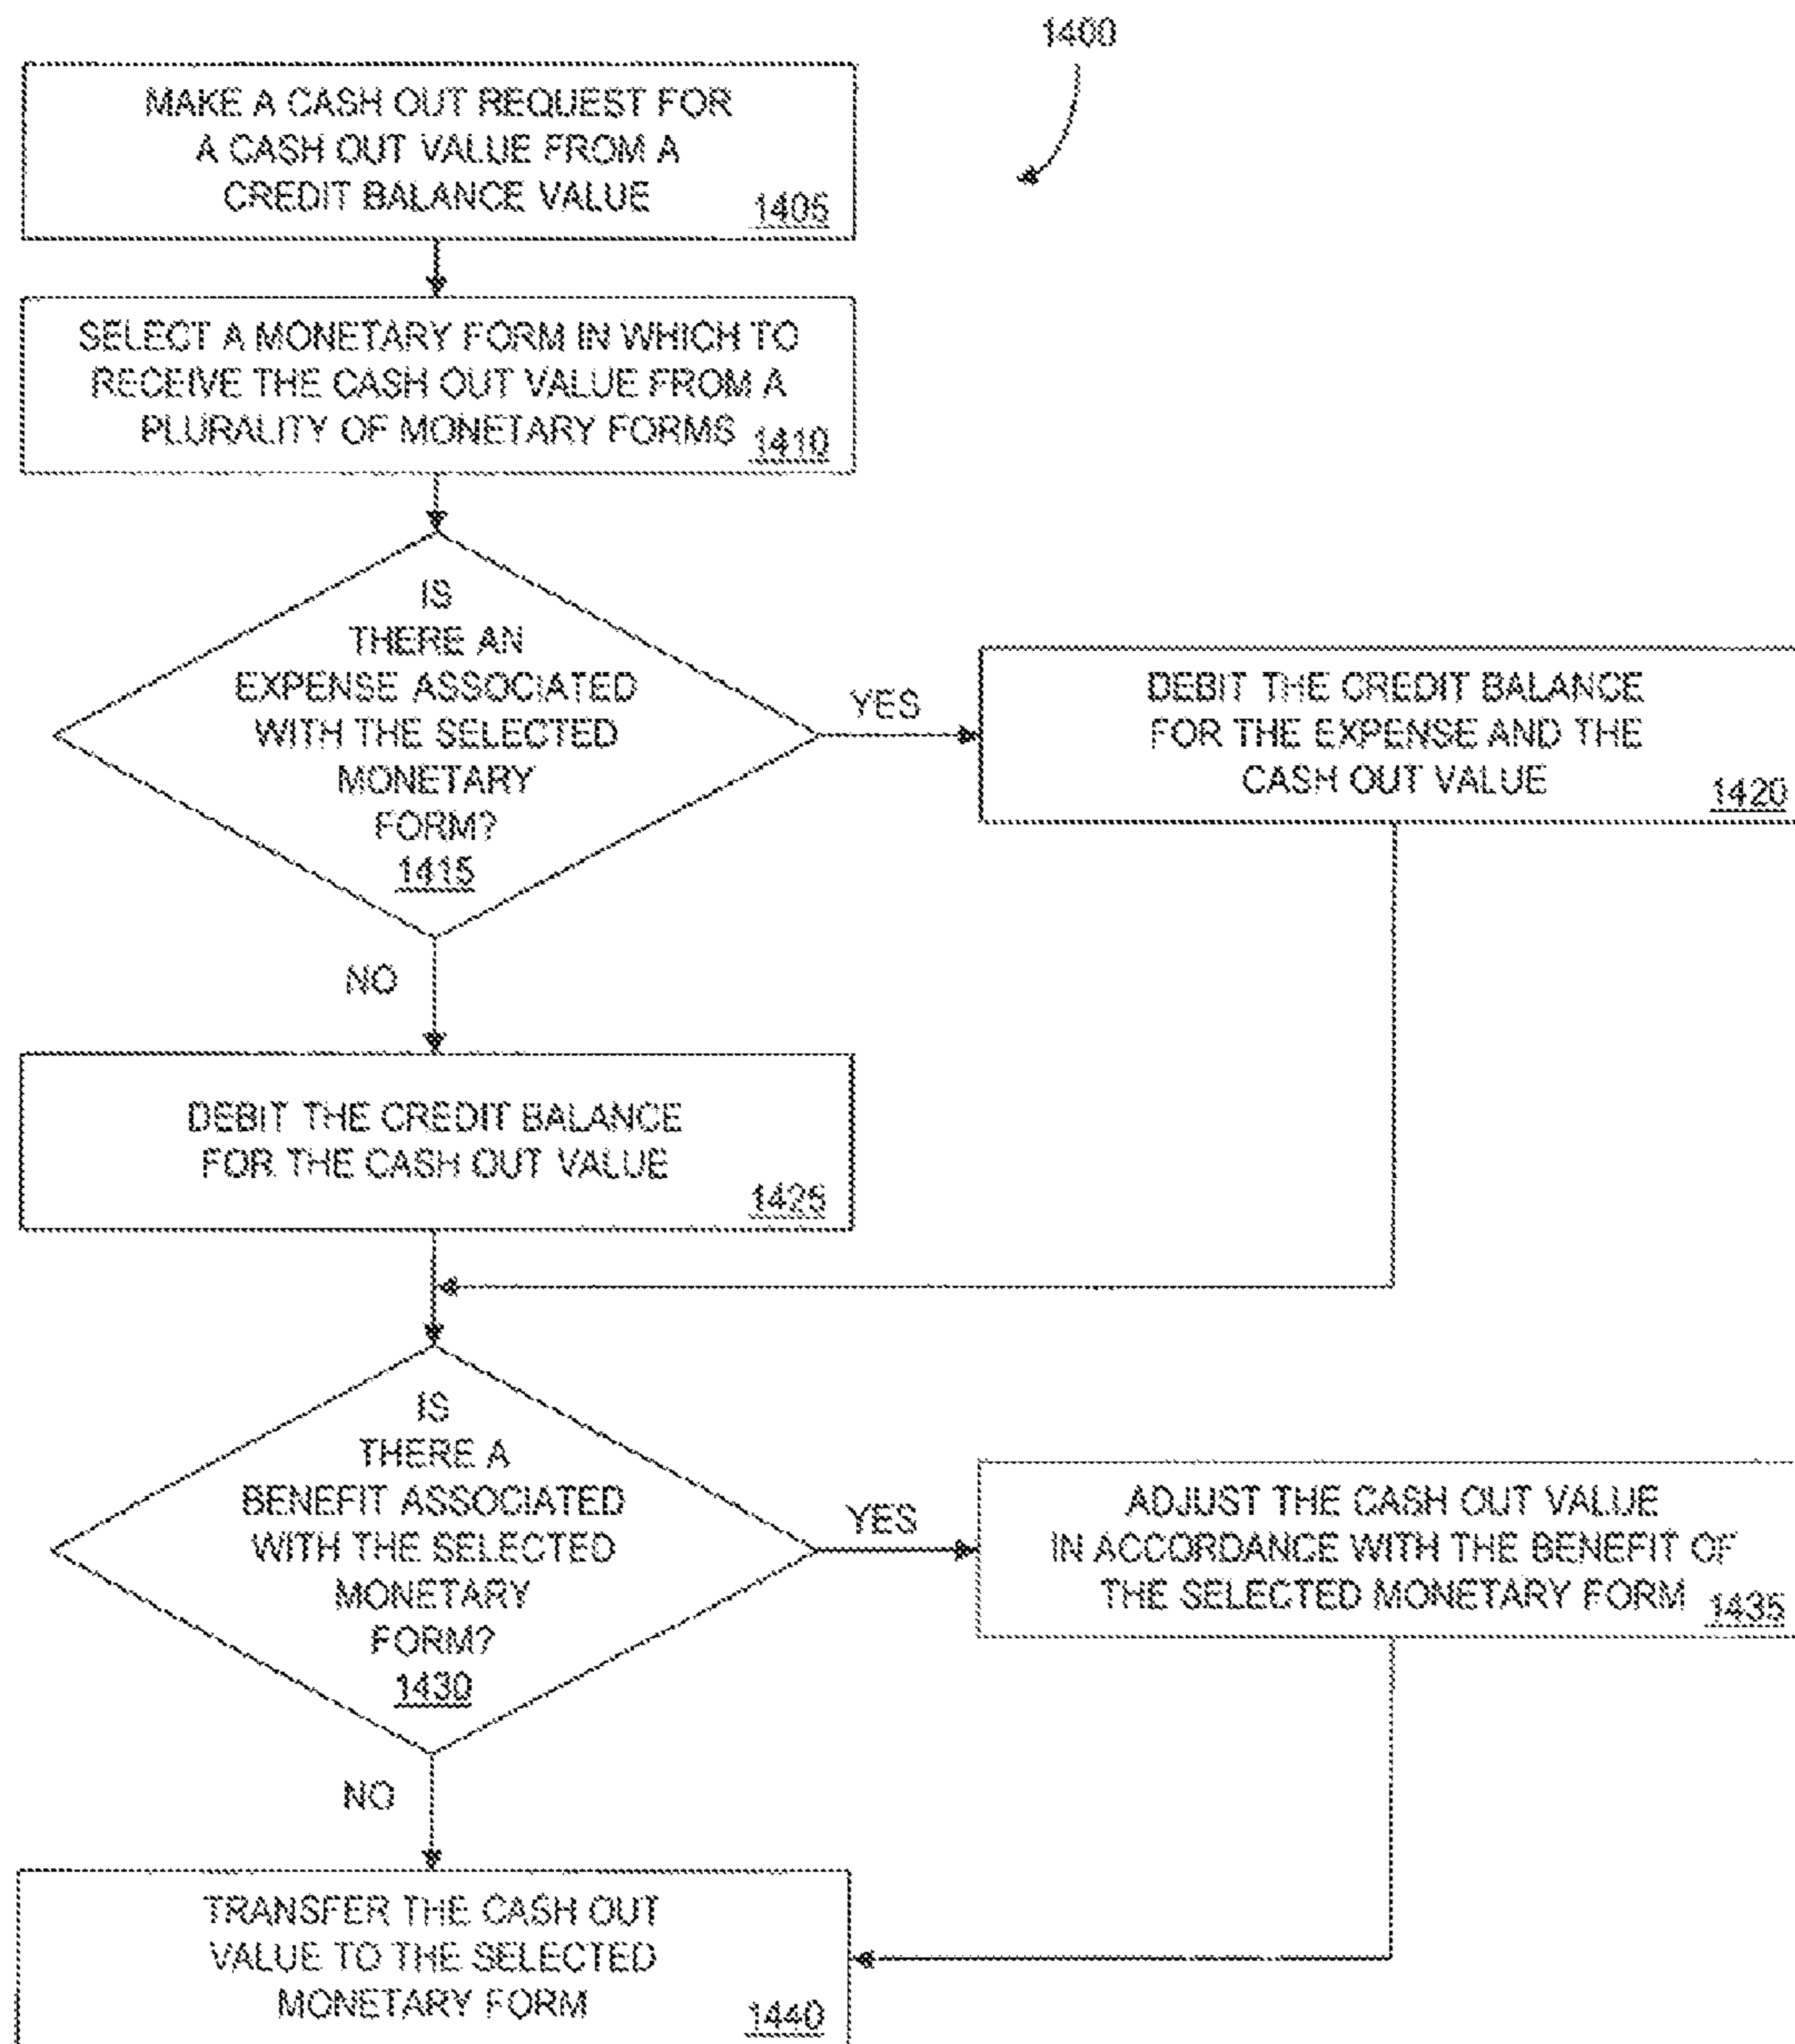 1400
MAKE A CASH OUT REQUEST FOR
A CASH OUT VALUE FROM A
CREDIT BALANCE VALUE
1405
SELECT A MONETARY FORM IN WHICH TO
RECEIVE THE CASH OUT VALUE FROM A
PLURALITY OF MONETARY FORMS
1410
IS
THERE AN
EXPENSE ASSOCIATED
WITH THE SELECTED
MONETARY
FORM?
1415
YES
DEBIT THE CREDIT BALANCE
FOR THE EXPENSE AND THE
CASH OUT VALUE
1420
NO
DEBIT THE CREDIT BALANCE
FOR THE CASH OUT VALUE
1425
IS
THERE A
BENEFIT ASSOCIATED
WITH THE SELECTED
MONETARY
FORM?
1430
YES
ADJUST THE CASH OUT VALUE
IN ACCORDANCE WITH THE BENEFIT OF
THE SELECTED MONETARY FORM
1435
NO
TRANSFER THE CASH OUT
VALUE TO THE SELECTED
MONETARY FORM
1440